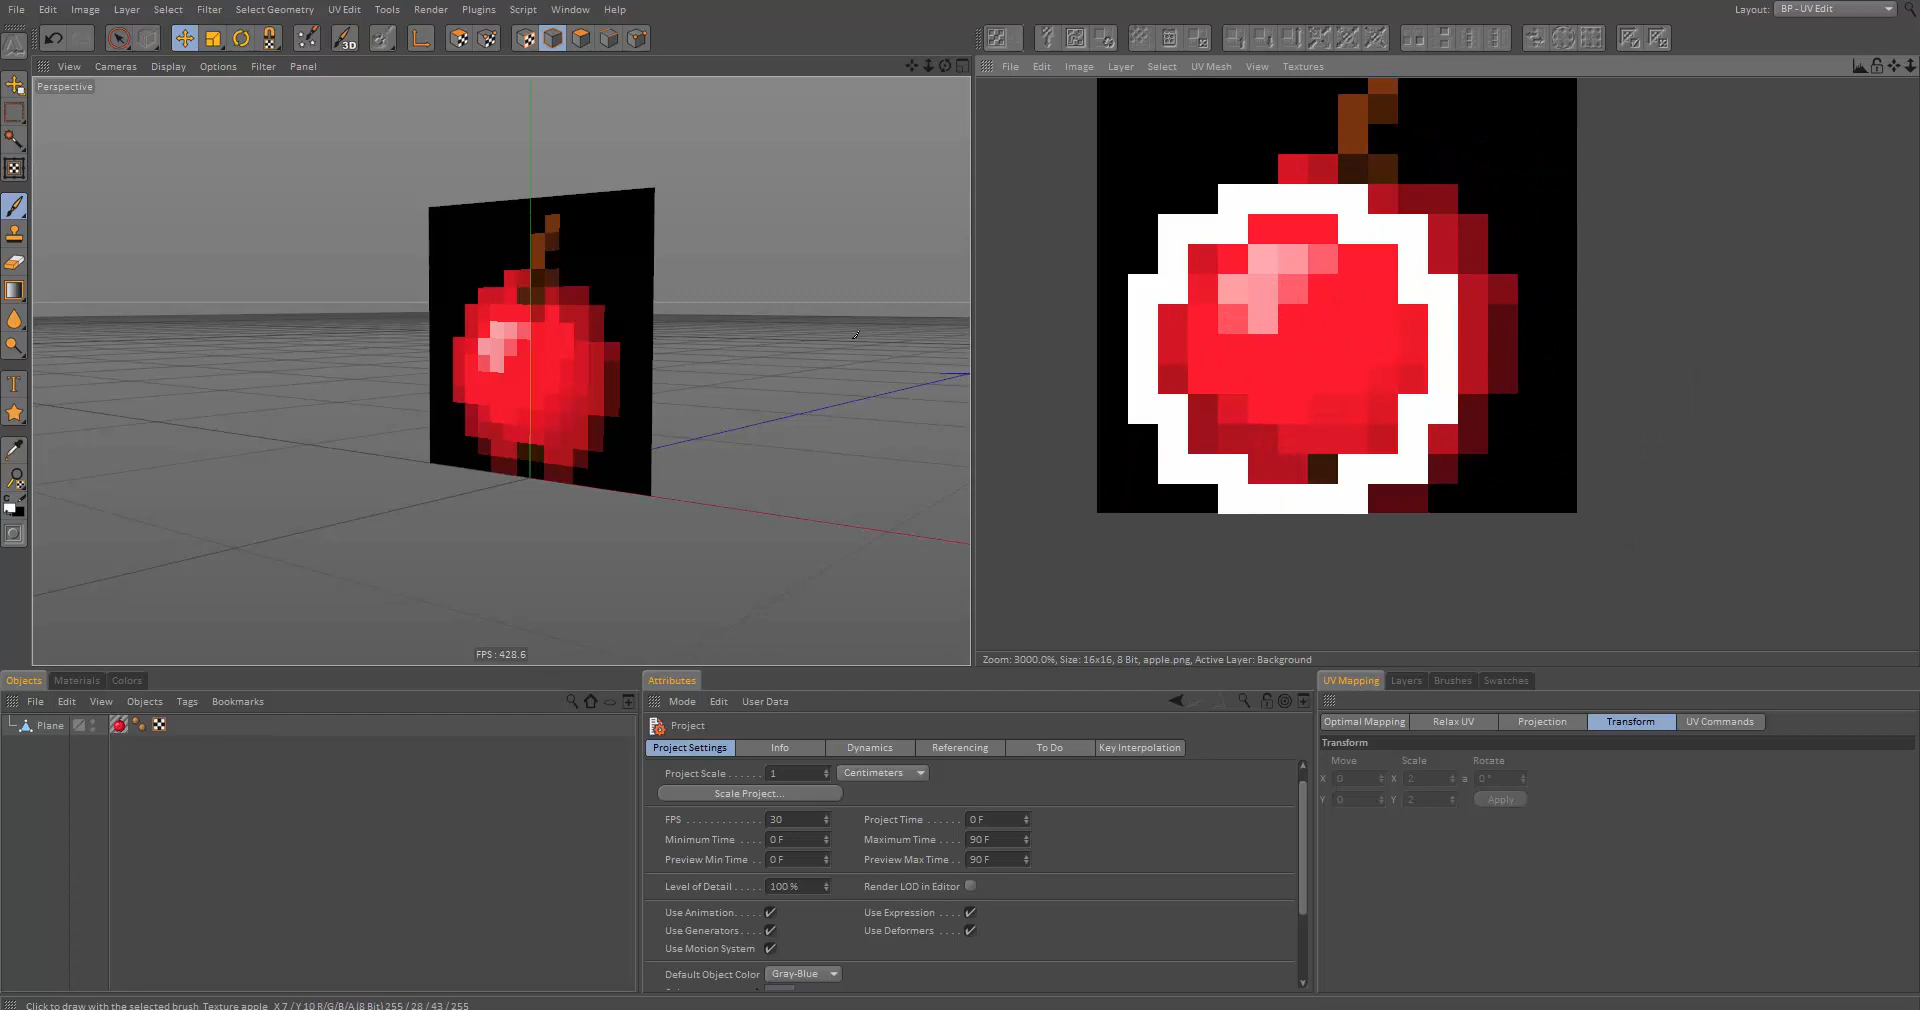 File Edit Image Layer Select Filter Select Geometry UV Edit Tools Render Plugins Script Window Help Layout: BP - UV Edit
3D
View Cameras Display Options Filter Panel
File Edit Image Layer Select UV Mesh View Textures
Perspective
T
C
FPS : 428.6
Zoom: 3000.0%, Size: 16x16, 8 Bit, apple.png, Active Layer: Background
Objects Materials Colors
File Edit View Objects Tags Bookmarks
Plane
Attributes
Mode Edit User Data
Project
Project Settings Info Dynamics Referencing To Do Key Interpolation
Project Scale . . . . . . 1 Centimeters
Scale Project...
FPS . . . . . . . . . . . . . 30 Project Time . . . . . . 0 F
Minimum Time . . . . 0 F Maximum Time . . . . 90 F
Preview Min Time . . 0 F Preview Max Time . . 90 F
Level of Detail . . . . . 100 % Render LOD in Editor
Use Animation. . . . . Use Expression . . . .
Use Generators. . . . Use Deformers . . . .
Use Motion System
Default Object Color Gray-Blue
UV Mapping Layers Brushes Swatches
Optimal Mapping Relax UV Projection Transform UV Commands
Transform
Move Scale Rotate
X 0 X 2 0 °
Y 0 Y 2 Apply
Click to draw with the selected brush Texture apple X 7 / Y 10 R/G/B/A (8 Bit) 255 / 28 / 43 / 255